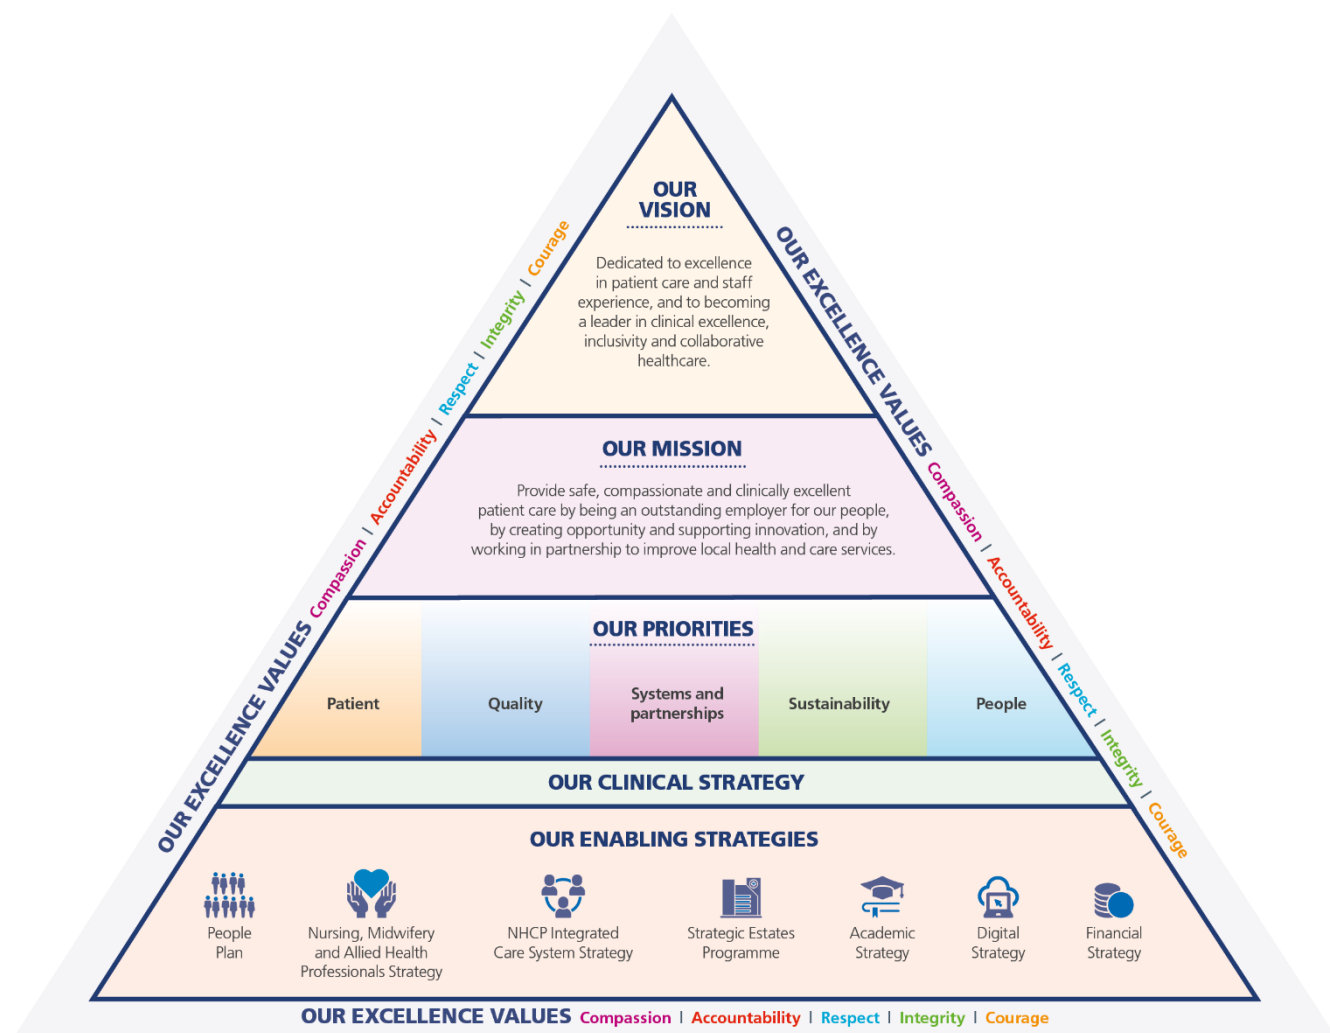 OUR
VISION
Dedicated to excellence
in patient care and staff
experience, and to becoming
a leader in clinical excellence,
inclusivity and collaborative
healthcare.
OUR MISSION
Provide safe, compassionate and clinically excellent
patient care by being an outstanding employer for our people,
by creating opportunity and supporting innovation, and by
working in partnership to improve local health and care services.
OUR PRIORITIES
Patient
Quality
Systems and
partnerships
Sustainability
People
OUR CLINICAL STRATEGY
OUR ENABLING STRATEGIES
People
Plan
Nursing, Midwifery
and Allied Health
Professionals Strategy
NHCP Integrated
Care System Strategy
Strategic Estates
Programme
Academic
Strategy
Digital
Strategy
Financial
Strategy
OUR EXCELLENCE VALUES Compassion | Accountability | Respect | Integrity | Courage
OUR EXCELLENCE VALUES Compassion | Accountability | Respect | Integrity | Courage
OUR EXCELLENCE VALUES Compassion | Accountability | Respect | Integrity | Courage